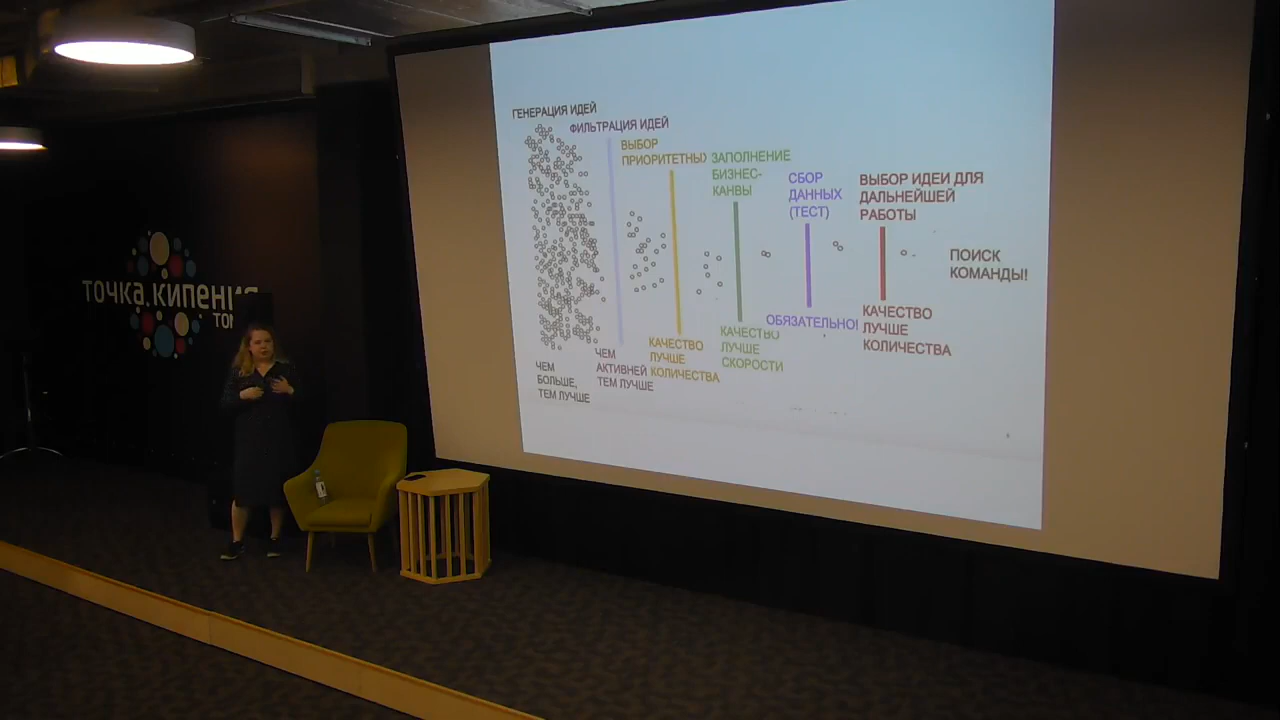 ГЕНЕРАЦИЯ ИДЕЙ
ФИЛЬТРАЦИЯ ИДЕЙ
ВЫБОР
ПРИОРИТЕТНЫХ
ЗАПОЛНЕНИЕ
БИЗНЕС-
КАНВЫ
СБОР
ДАННЫХ
(ТЕСТ)
ВЫБОР ИДЕИ ДЛЯ
ДАЛЬНЕЙШЕЙ
РАБОТЫ
ПОИСК
КОМАНДЫ!
ЧЕМ
БОЛЬШЕ,
ТЕМ ЛУЧШЕ
ЧЕМ
АКТИВНЕЙ
ТЕМ ЛУЧШЕ
КАЧЕСТВО
ЛУЧШЕ
КОЛИЧЕСТВА
КАЧЕСТВО
ЛУЧШЕ
СКОРОСТИ
ОБЯЗАТЕЛЬНО!
КАЧЕСТВО
ЛУЧШЕ
КОЛИЧЕСТВА
точка кипения